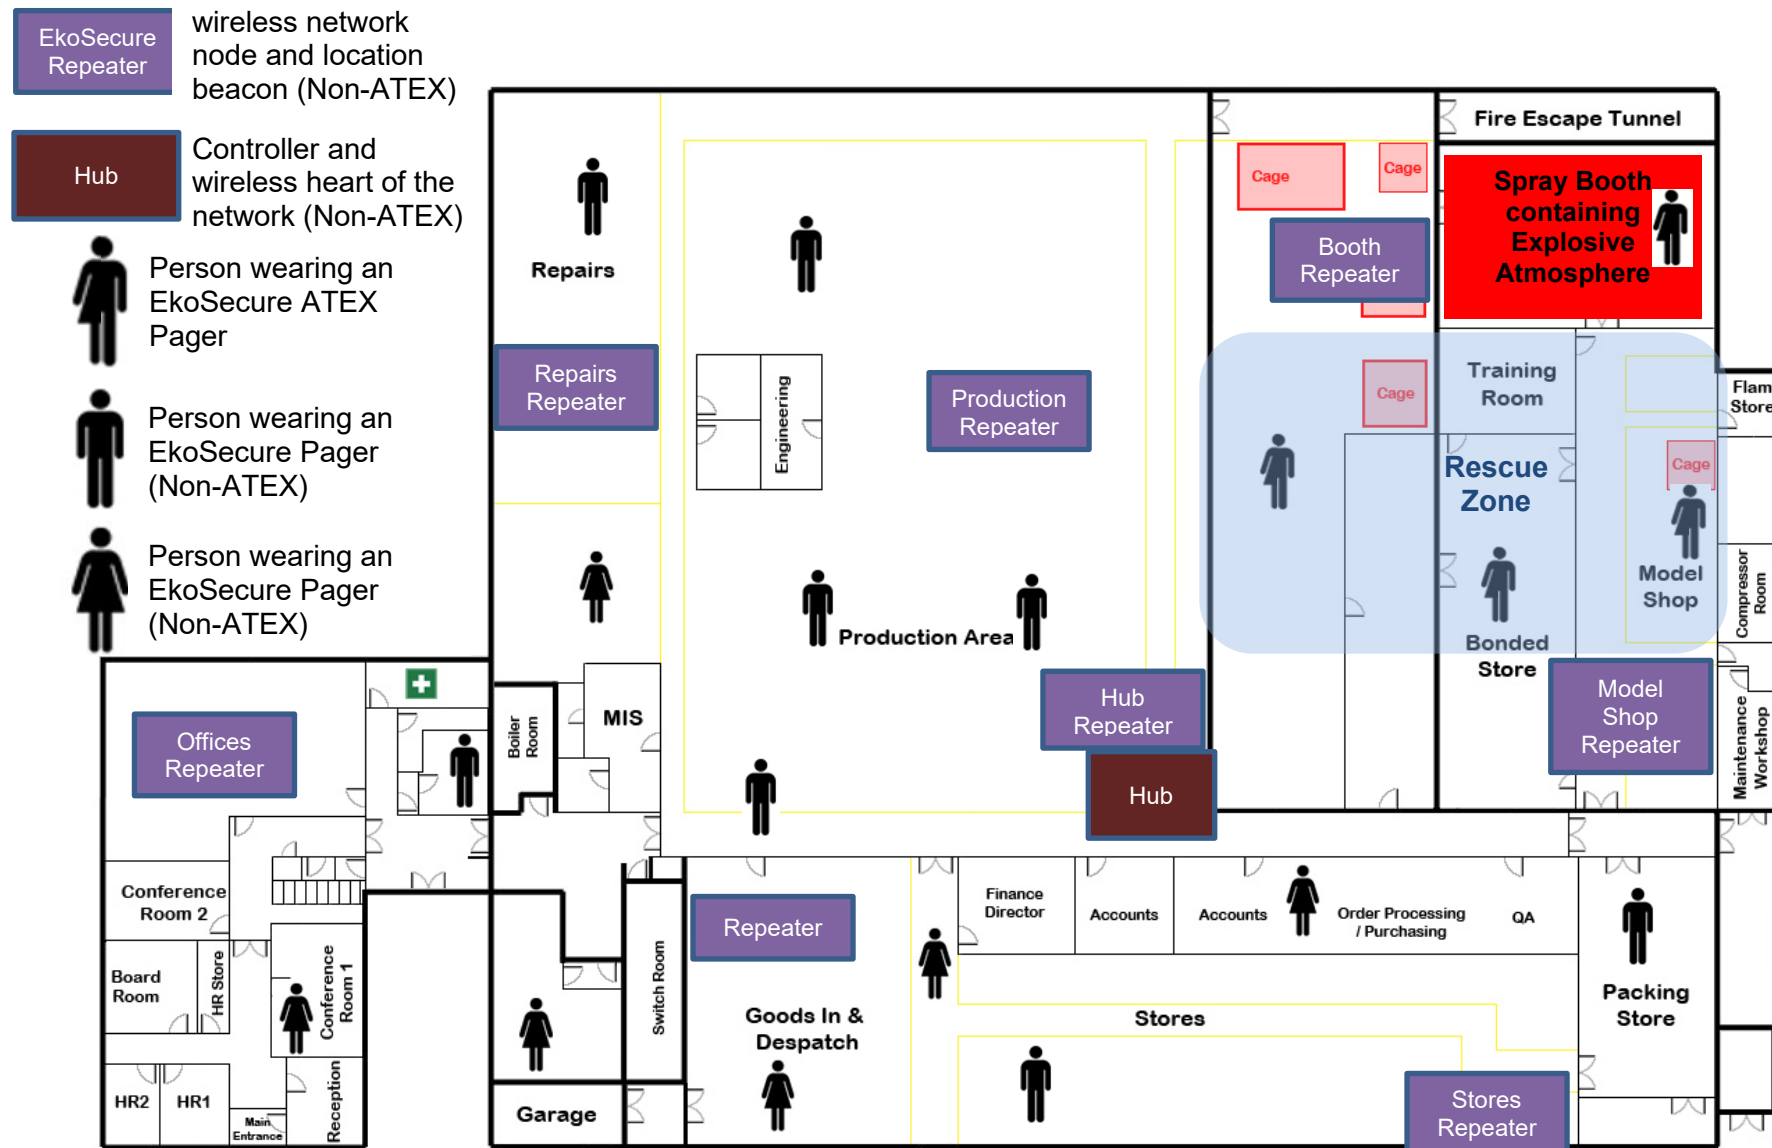 EkoSecure
Repeater
wireless network
node and location
beacon (Non-ATEX)
Hub
Controller and
wireless heart of the
network (Non-ATEX)
Person wearing an
EkoSecure ATEX
Pager
Person wearing an
EkoSecure Pager
(Non-ATEX)
Person wearing an
EkoSecure Pager
(Non-ATEX)
Fire Escape Tunnel
Cage
Cage
Spray Booth
containing
Explosive
Atmosphere
Repairs
Booth
Repeater
Repairs
Repeater
Engineering
Production
Repeater
Cage
Training
Room
Flam
Store
Rescue
Zone
Cage
Model
Shop
Compressor
Room
Production Area
Bonded
Store
Hub
Repeater
Hub
Model
Shop
Repeater
Maintenance
Workshop
Offices
Repeater
Boiler
Room
MIS
Conference
Room 2
Board
Room
HR Store
Conference
Room 1
HR2
HR1
Main
Entrance
Reception
Garage
Switch Room
Repeater
Goods In &
Despatch
Finance
Director
Accounts
Accounts
Order Processing
/ Purchasing
QA
Stores
Packing
Store
Stores
Repeater